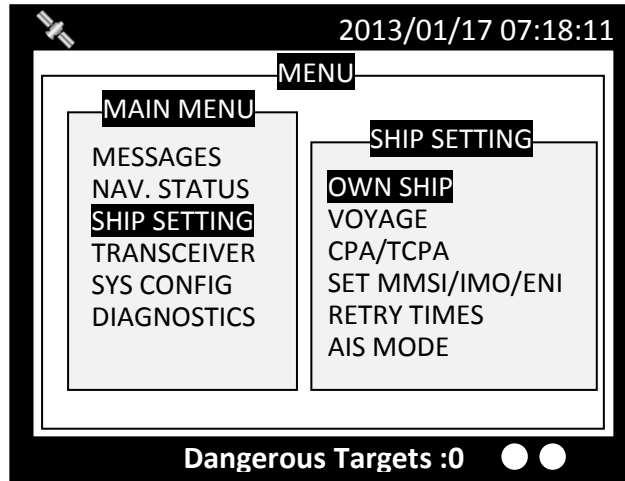 2013/01/17 07:18:11
MENU
MAIN MENU
MESSAGES
NAV. STATUS
SHIP SETTING
TRANSCEIVER
SYS CONFIG
DIAGNOSTICS
SHIP SETTING
OWN SHIP
VOYAGE
CPA/TCPA
SET MMSI/IMO/ENI
RETRY TIMES
AIS MODE
Dangerous Targets :0